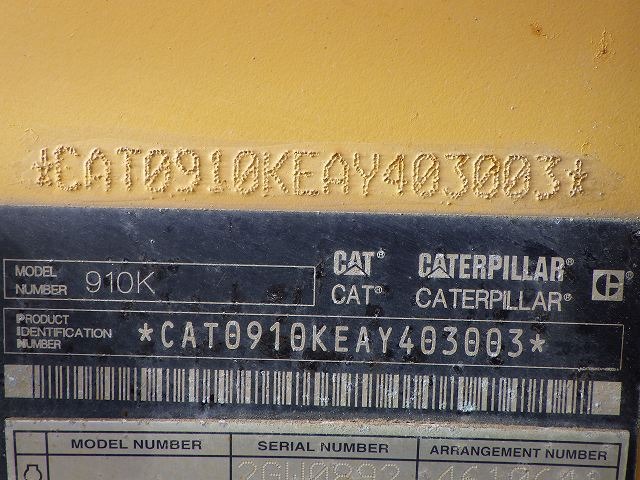 *CAT0910KEAY403003*
CAT® CATERPILLAR®
MODEL NUMBER 910K
CAT® CATERPILLAR®
PRODUCT IDENTIFICATION NUMBER *CAT0910KEAY403003*
MODEL NUMBER SERIAL NUMBER ARRANGEMENT NUMBER